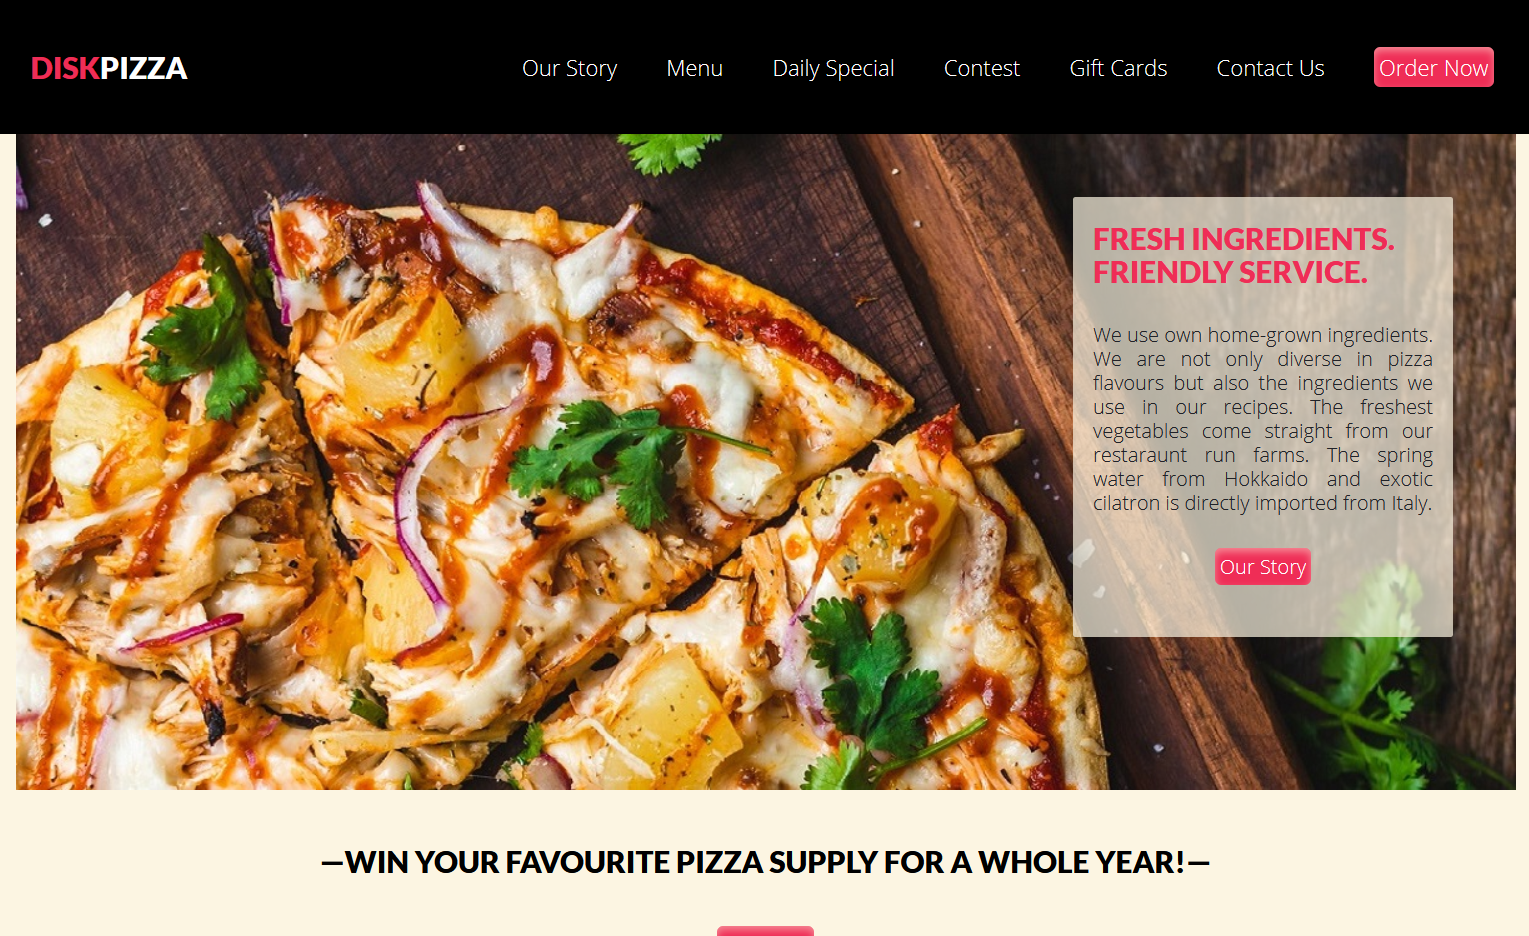 DISKPIZZA
Our Story
Menu
Daily Special
Contest
Gift Cards
Contact Us
Order Now
FRESH INGREDIENTS.
FRIENDLY SERVICE.
We use own home-grown ingredients.
We are not only diverse in pizza
flavours but also the ingredients we
use in our recipes. The freshest
vegetables come straight from our
restaraunt run farms. The spring
water from Hokkaido and exotic
cilatron is directly imported from Italy.
Our Story
—WIN YOUR FAVOURITE PIZZA SUPPLY FOR A WHOLE YEAR!—